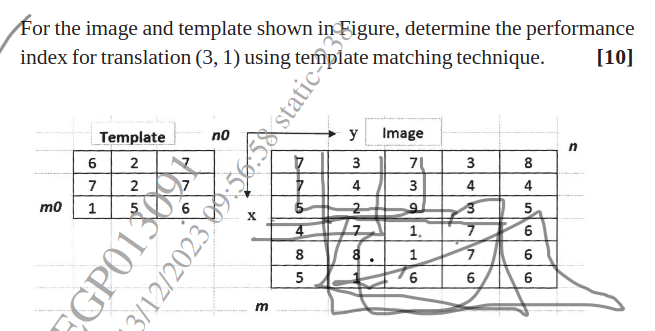 For the image and template shown in Figure, determine the performance
index for translation (3, 1) using template matching technique. [10]
Template n0 y Image
n
6 2 7 7 3 7 3 8
7 2 7 7 4 3 4 4
m0 1 5 6 5 2 9 3 5
x
4 7 1 7 6
8 8 1 7 6
5 1 6 6 6
m
EGP013091
13/12/2023 09:56:58 static-238